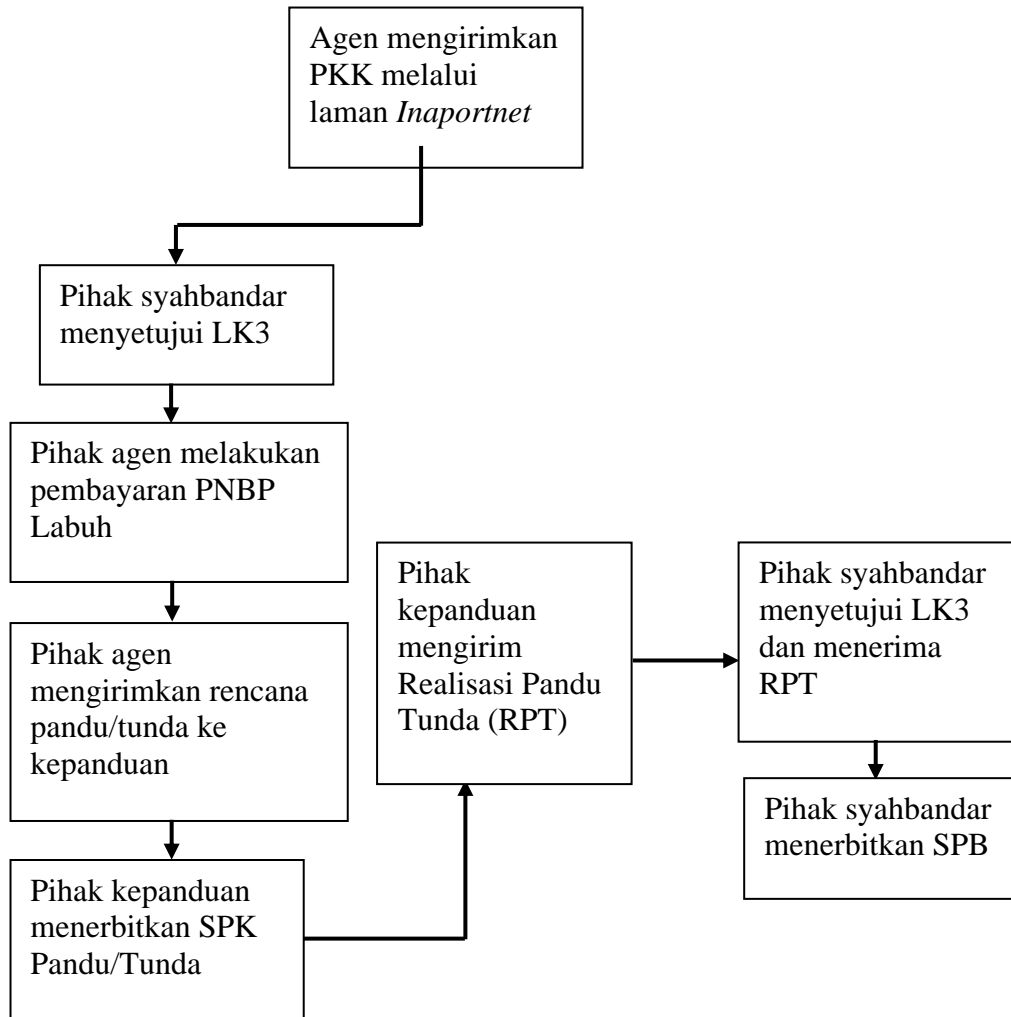 Agen mengirimkan
PKK melalui
laman Inaportnet
Pihak syahbandar
menyetujui LK3
Pihak agen melakukan
pembayaran PNBP
Labuh
Pihak agen
mengirimkan rencana
pandu/tunda ke
kepanduan
Pihak kepanduan
menerbitkan SPK
Pandu/Tunda
Pihak
kepanduan
mengirim
Realisasi Pandu
Tunda (RPT)
Pihak syahbandar
menyetujui LK3
dan menerima
RPT
Pihak syahbandar
menerbitkan SPB